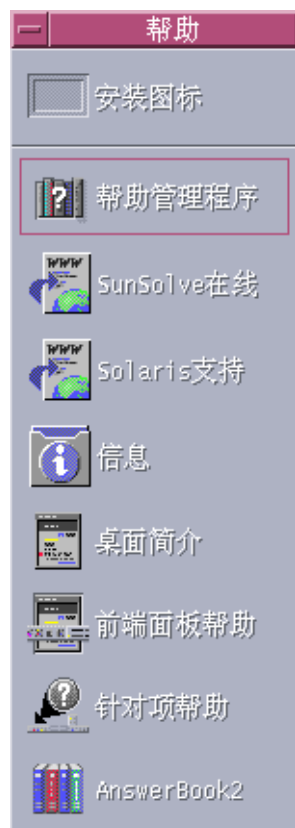 帮助
安装图标
帮助管理程序
SunSolve在线
Solaris支持
信息
桌面简介
前端面板帮助
针对项帮助
AnswerBook2